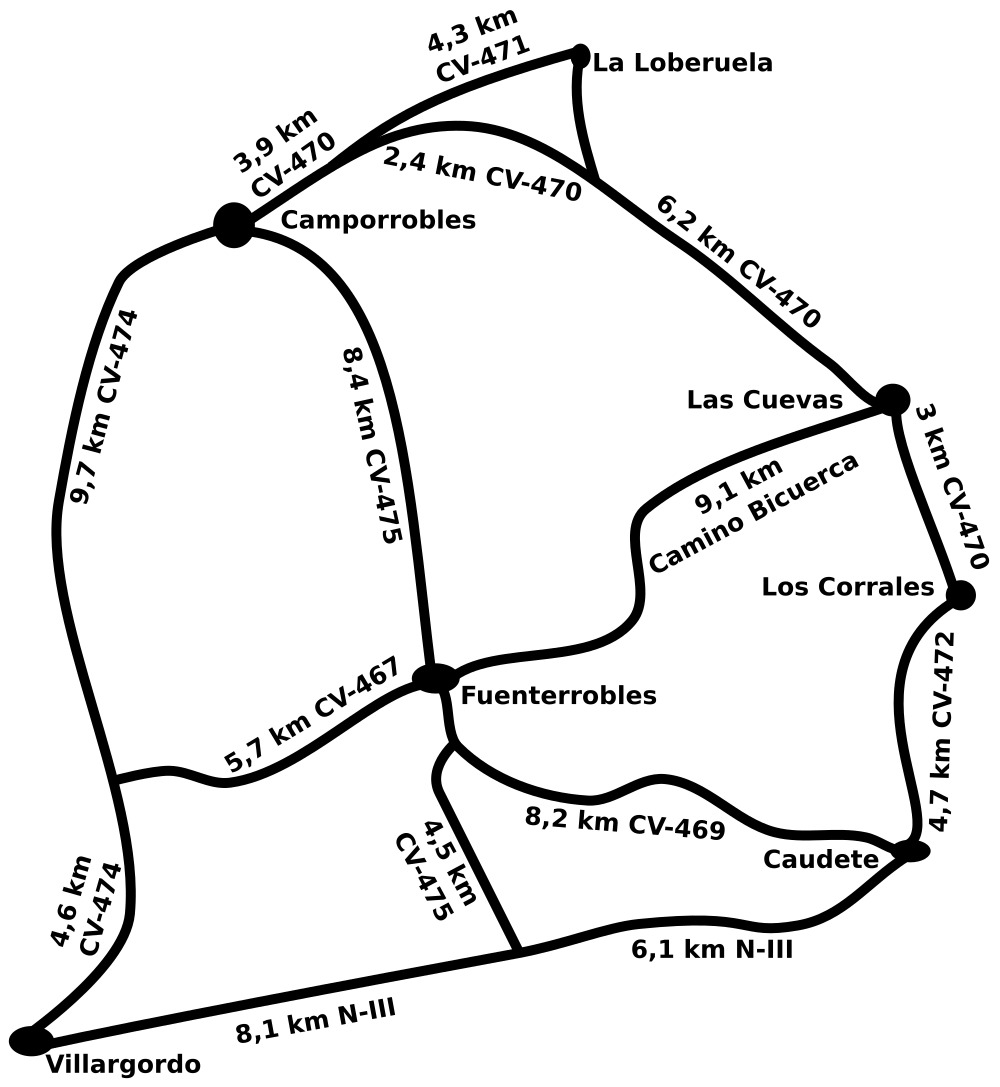 4,3 km
CV-471
La Loberuela
3,9 km
CV-470
2,4 km CV-470
Camporrobles
6,2 km CV-470
9,7 km CV-474
8,4 km CV-475
Las Cuevas
3 km CV-470
9,1 km
Camino Bicuerca
Los Corrales
4,7 km CV-472
5,7 km CV-467
Fuenterrobles
8,2 km CV-469
4,5 km
CV-475
Caudete
4,6 km
CV-474
6,1 km N-III
8,1 km N-III
Villargordo